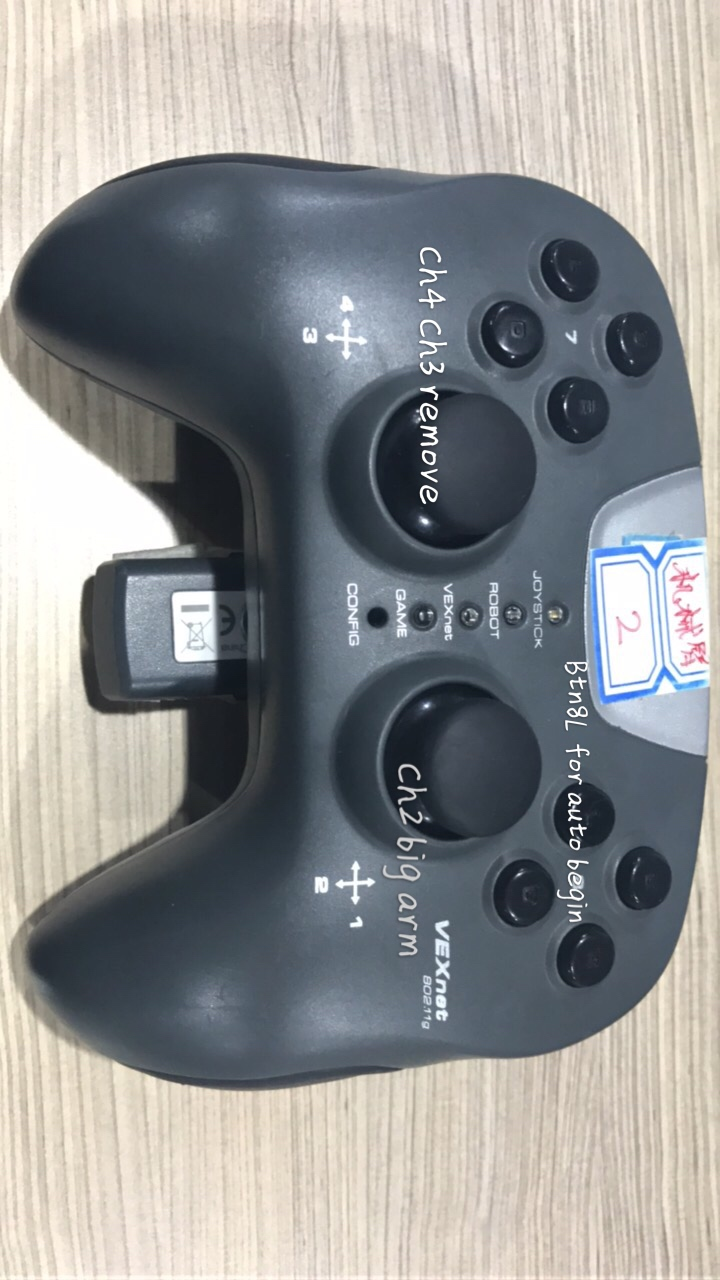 机械臂
2
7
Btn8L for auto begin
JOYSTICK
ROBOT
VEXnet
GAME
CONFIG
Ch4 Ch3 remove
Ch2 big arm
VEXnet
802.11g
4
3
1
2
CE